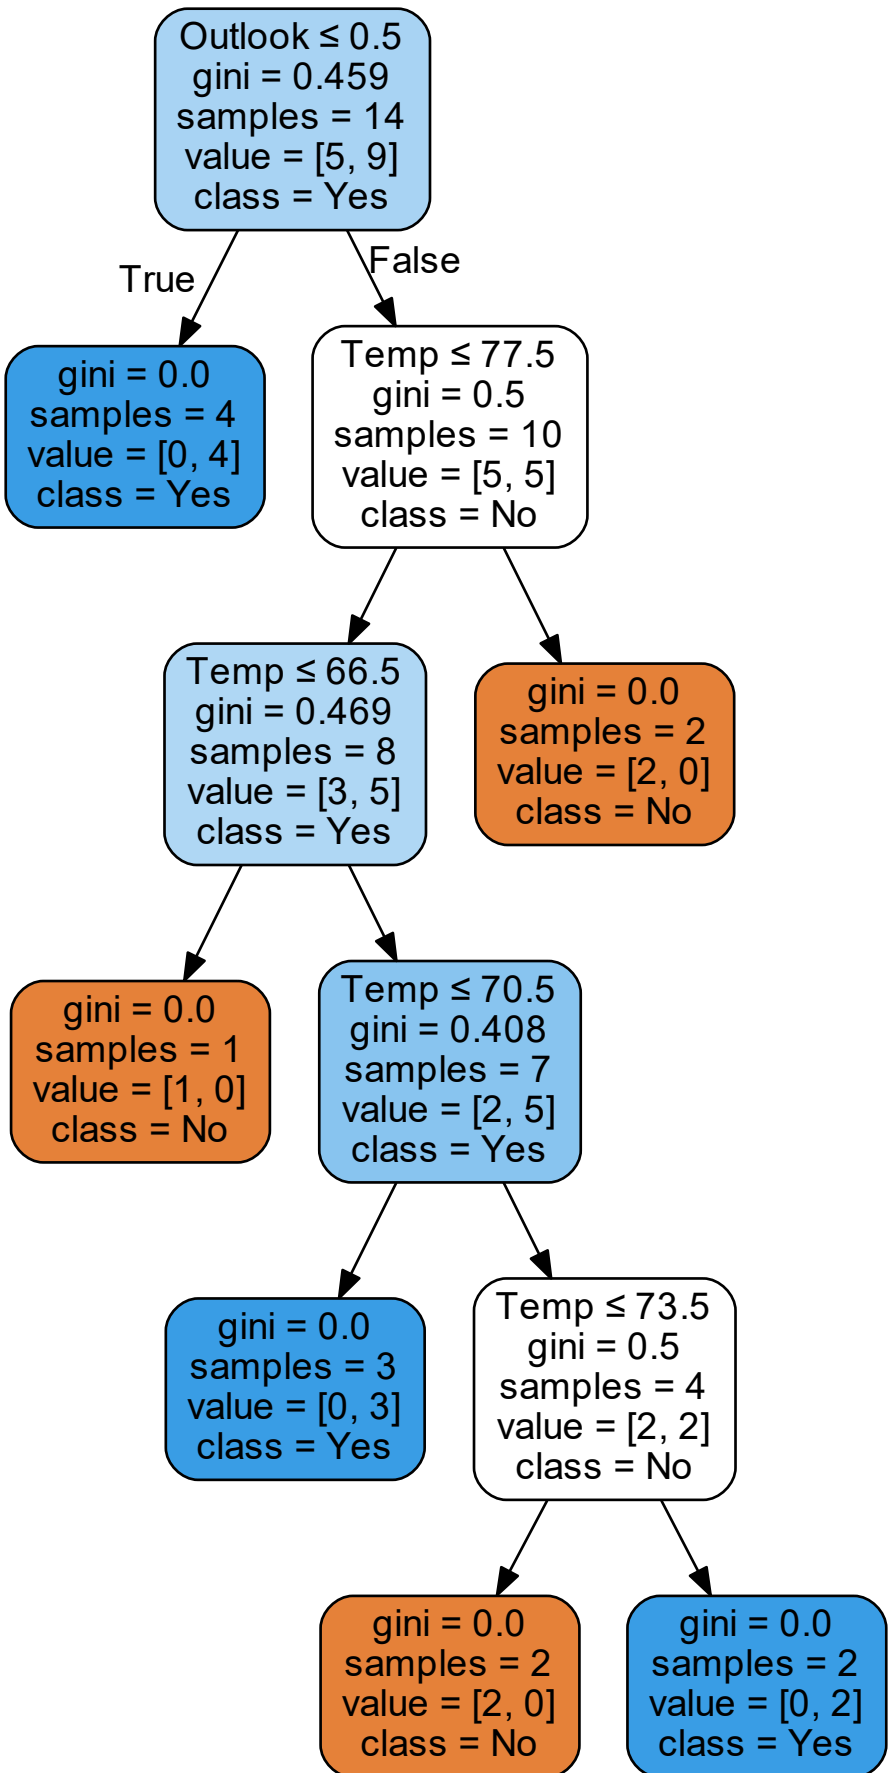 Outlook ≤ 0.5
gini = 0.459
samples = 14
value = [5, 9]
class = Yes
True
False
gini = 0.0
samples = 4
value = [0, 4]
class = Yes
Temp ≤ 77.5
gini = 0.5
samples = 10
value = [5, 5]
class = No
Temp ≤ 66.5
gini = 0.469
samples = 8
value = [3, 5]
class = Yes
gini = 0.0
samples = 2
value = [2, 0]
class = No
gini = 0.0
samples = 1
value = [1, 0]
class = No
Temp ≤ 70.5
gini = 0.408
samples = 7
value = [2, 5]
class = Yes
gini = 0.0
samples = 3
value = [0, 3]
class = Yes
Temp ≤ 73.5
gini = 0.5
samples = 4
value = [2, 2]
class = No
gini = 0.0
samples = 2
value = [2, 0]
class = No
gini = 0.0
samples = 2
value = [0, 2]
class = Yes